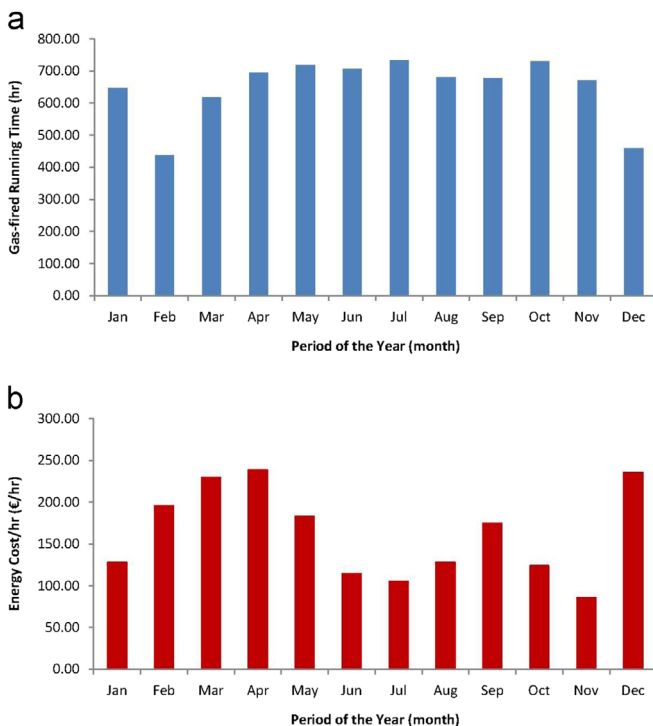 a
800.00
700.00
600.00
500.00
400.00
300.00
200.00
100.00
0.00
Gas-fired Running Time (hr)
Jan Feb Mar Apr May Jun Jul Aug Sep Oct Nov Dec
Period of the Year (month)
b
300.00
250.00
200.00
150.00
100.00
50.00
0.00
Energy Cost/hr (€/hr)
Jan Feb Mar Apr May Jun Jul Aug Sep Oct Nov Dec
Period of the Year (month)